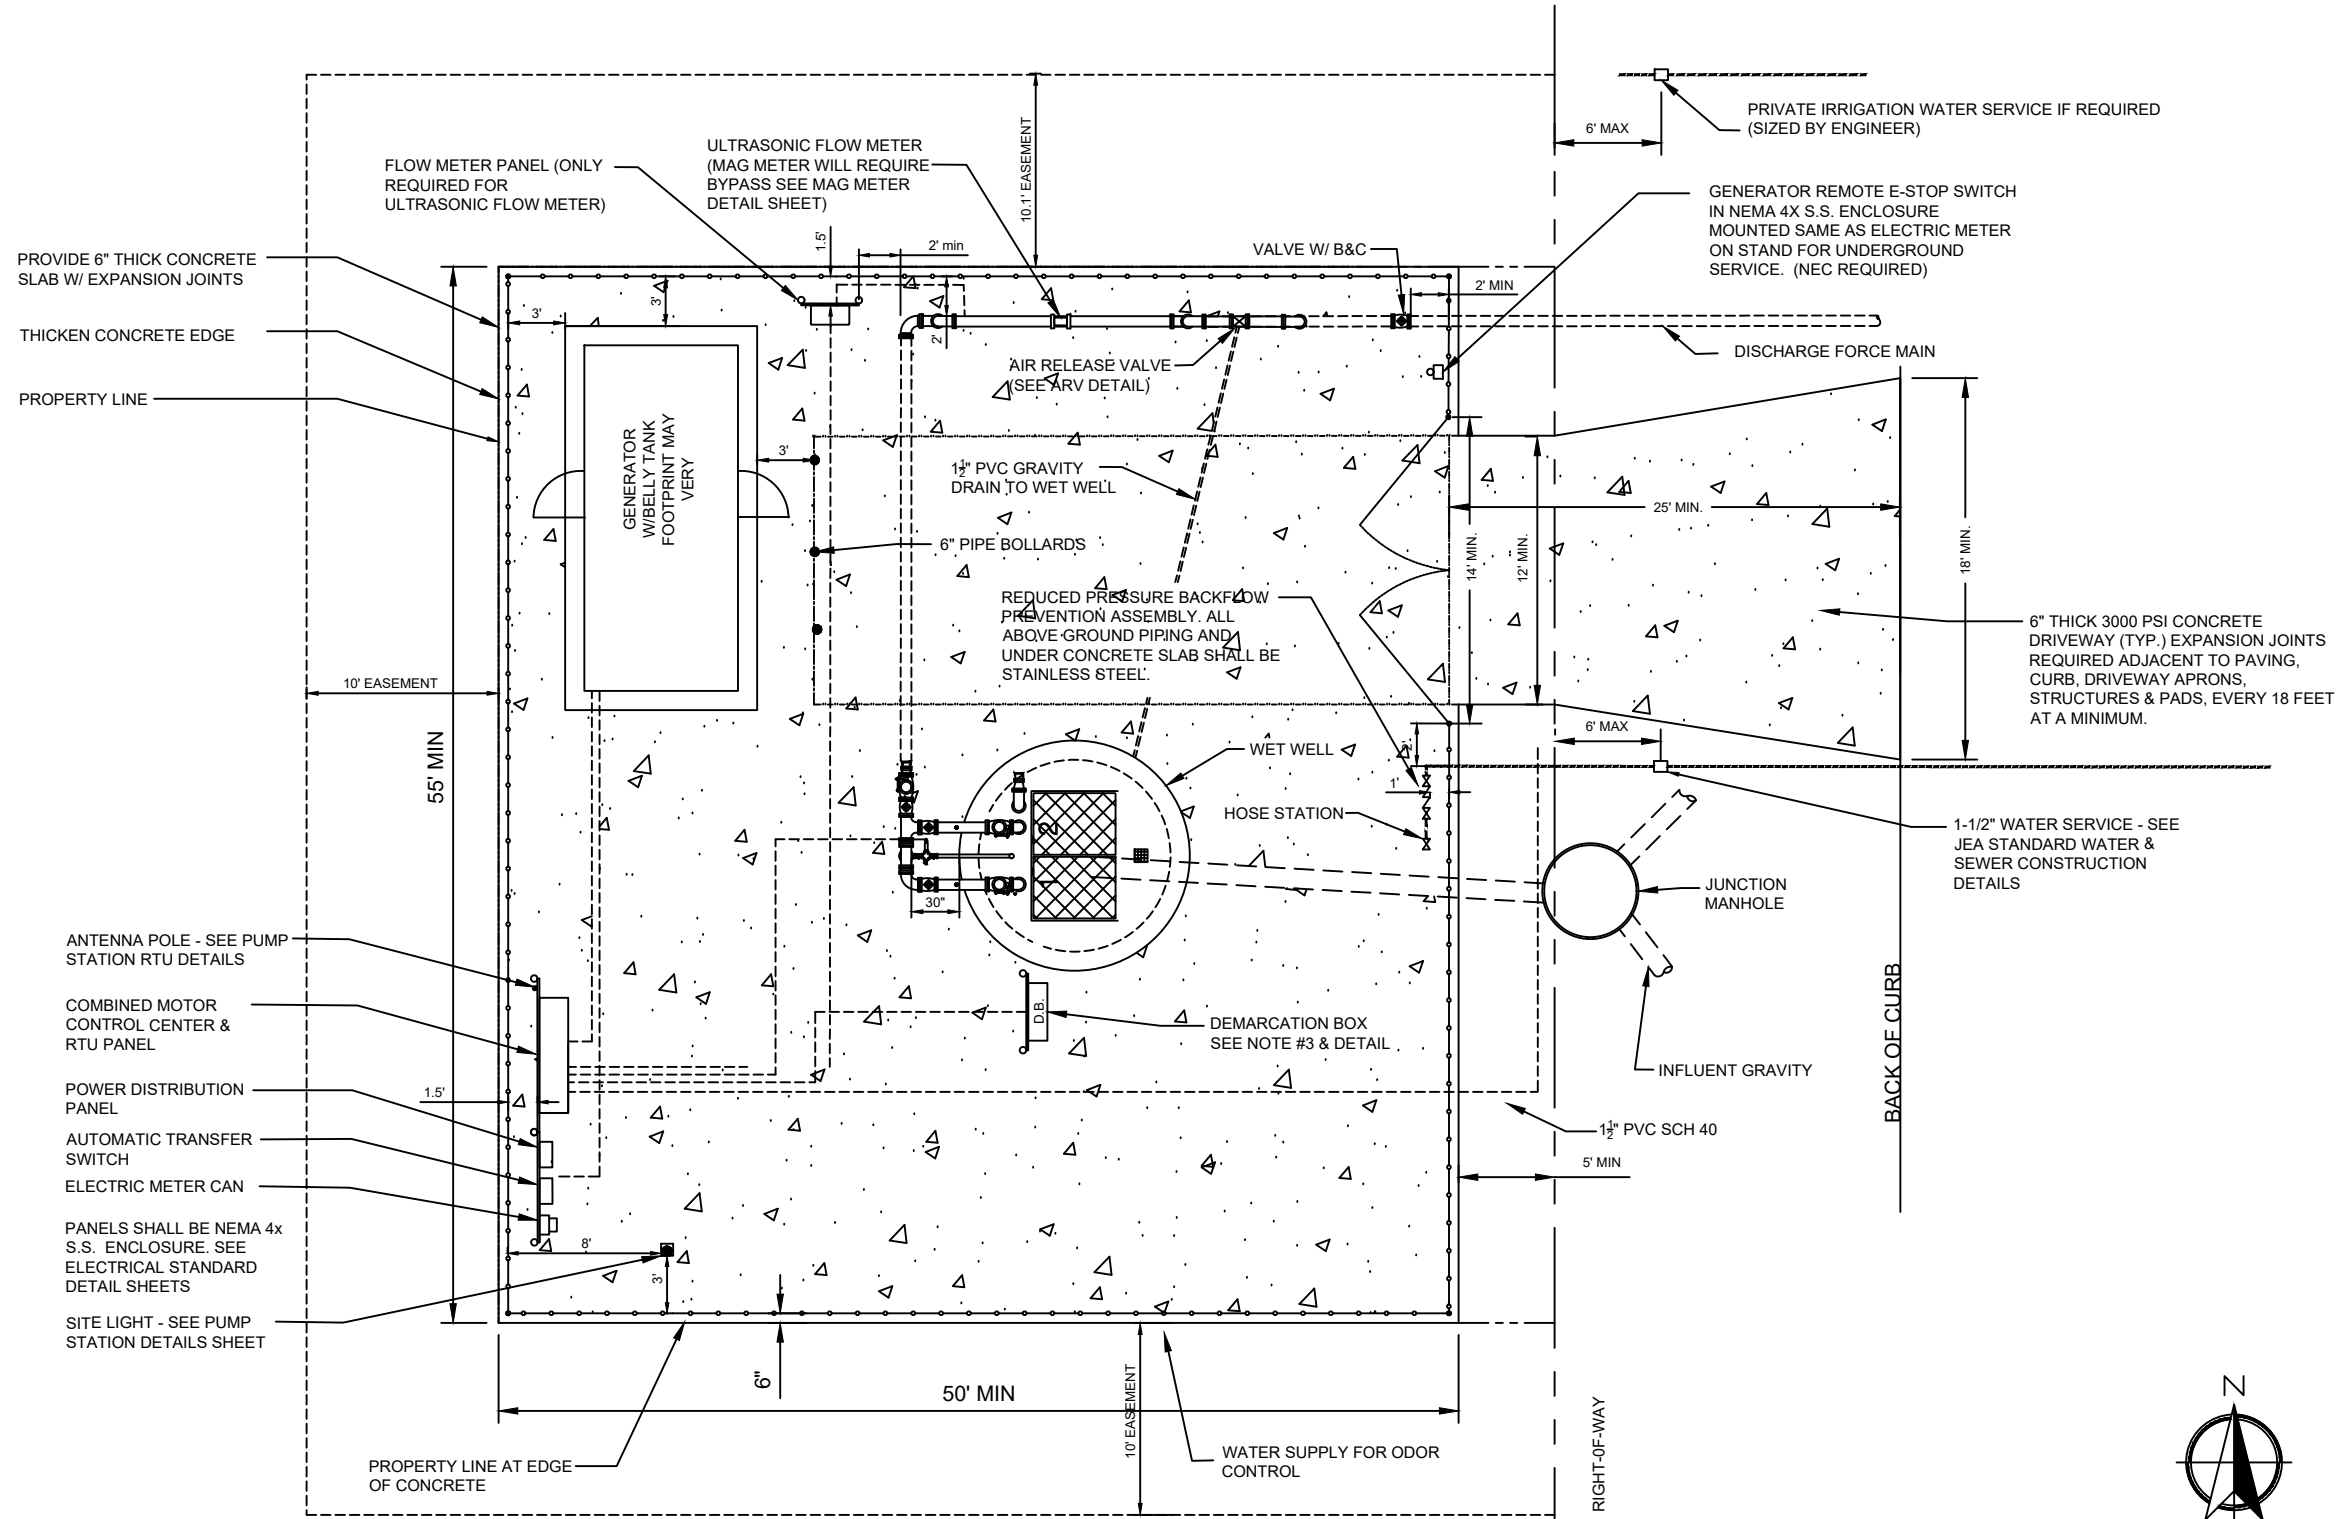 PRIVATE IRRIGATION WATER SERVICE IF REQUIRED
(SIZED BY ENGINEER)
6' MAX
10.1' EASEMENT
ULTRASONIC FLOW METER
(MAG METER WILL REQUIRE
BYPASS SEE MAG METER
DETAIL SHEET)
FLOW METER PANEL (ONLY
REQUIRED FOR
ULTRASONIC FLOW METER)
GENERATOR REMOTE E-STOP SWITCH
IN NEMA 4X S.S. ENCLOSURE
MOUNTED SAME AS ELECTRIC METER
ON STAND FOR UNDERGROUND
SERVICE. (NEC REQUIRED)
1.5'
2' min
VALVE W/ B&C
PROVIDE 6" THICK CONCRETE
SLAB W/ EXPANSION JOINTS
2' MIN
3'
3'
2'
THICKEN CONCRETE EDGE
DISCHARGE FORCE MAIN
AIR RELEASE VALVE
(SEE ARV DETAIL)
PROPERTY LINE
GENERATOR
W/BELLY TANK
FOOTPRINT MAY
VERY
3'
1½" PVC GRAVITY
DRAIN TO WET WELL
25' MIN.
14' MIN.
12' MIN.
18' MIN.
6" PIPE BOLLARDS
REDUCED PRESSURE BACKFLOW
PREVENTION ASSEMBLY. ALL
ABOVE GROUND PIPING AND
UNDER CONCRETE SLAB SHALL BE
STAINLESS STEEL.
6" THICK 3000 PSI CONCRETE
DRIVEWAY (TYP.) EXPANSION JOINTS
REQUIRED ADJACENT TO PAVING,
CURB, DRIVEWAY APRONS,
STRUCTURES & PADS, EVERY 18 FEET
AT A MINIMUM.
10' EASEMENT
6' MAX
55' MIN
WET WELL
2'
1'
HOSE STATION
2
1
30"
1-1/2" WATER SERVICE - SEE
JEA STANDARD WATER &
SEWER CONSTRUCTION
DETAILS
JUNCTION
MANHOLE
ANTENNA POLE - SEE PUMP
STATION RTU DETAILS
COMBINED MOTOR
CONTROL CENTER &
RTU PANEL
D.B.
DEMARCATION BOX
SEE NOTE #3 & DETAIL
BACK OF CURB
INFLUENT GRAVITY
POWER DISTRIBUTION
PANEL
1.5'
1½" PVC SCH 40
AUTOMATIC TRANSFER
SWITCH
5' MIN
ELECTRIC METER CAN
PANELS SHALL BE NEMA 4x
S.S. ENCLOSURE. SEE
ELECTRICAL STANDARD
DETAIL SHEETS
8'
3'
SITE LIGHT - SEE PUMP
STATION DETAILS SHEET
6"
50' MIN
10' EASEMENT
RIGHT-0F-WAY
N
PROPERTY LINE AT EDGE
OF CONCRETE
WATER SUPPLY FOR ODOR
CONTROL